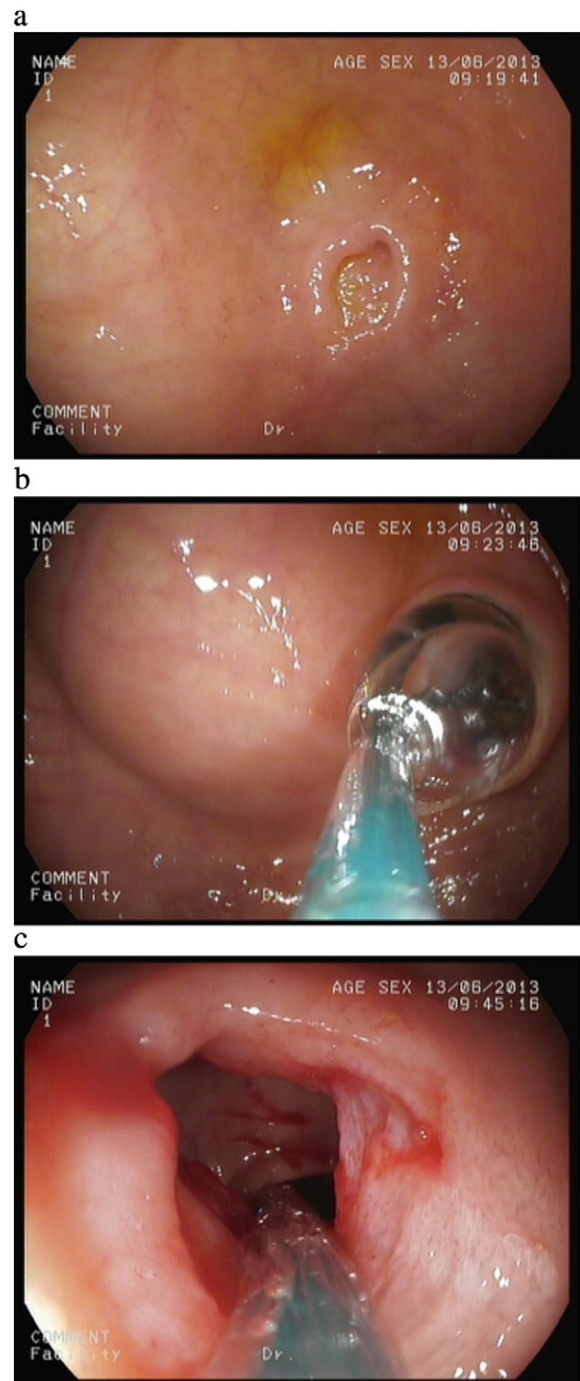 a
NAME AGE SEX 13/06/2013
ID 09:19:41
1
COMMENT
Facility Dr.
b
NAME AGE SEX 13/06/2013
ID 09:23:46
1
COMMENT
Facility Dr.
c
NAME AGE SEX 13/06/2013
ID 09:45:16
1
COMMENT
Facility Dr.